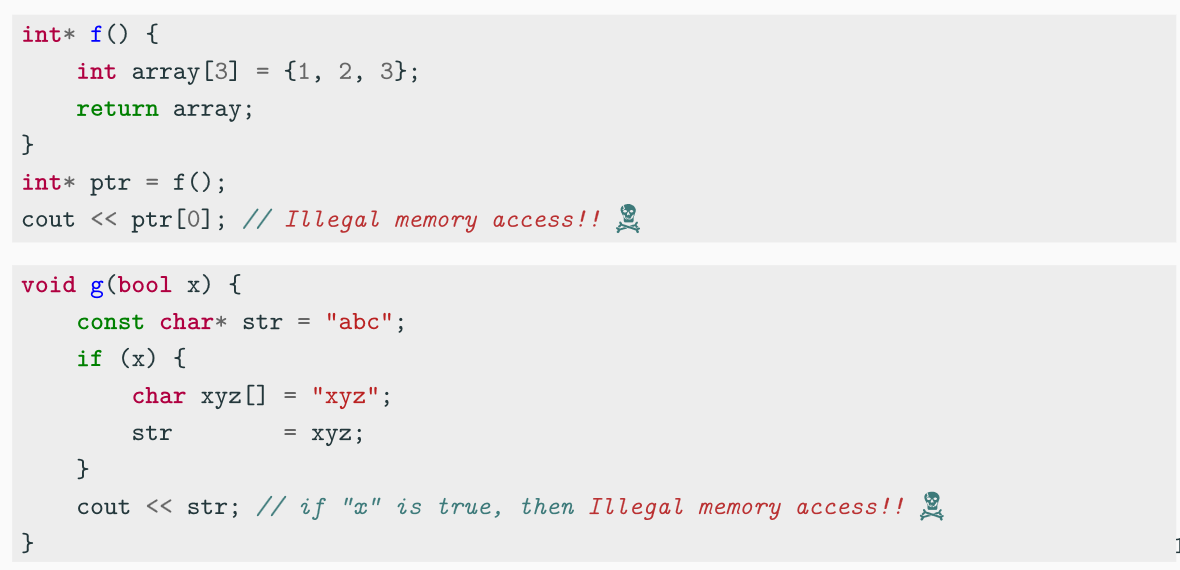 int* f() {
    int array[3] = {1, 2, 3};
    return array;
}
int* ptr = f();
cout << ptr[0]; // Illegal memory access!! ☠
void g(bool x) {
    const char* str = "abc";
    if (x) {
        char xyz[] = "xyz";
        str        = xyz;
    }
    cout << str; // if "x" is true, then Illegal memory access!! ☠
}